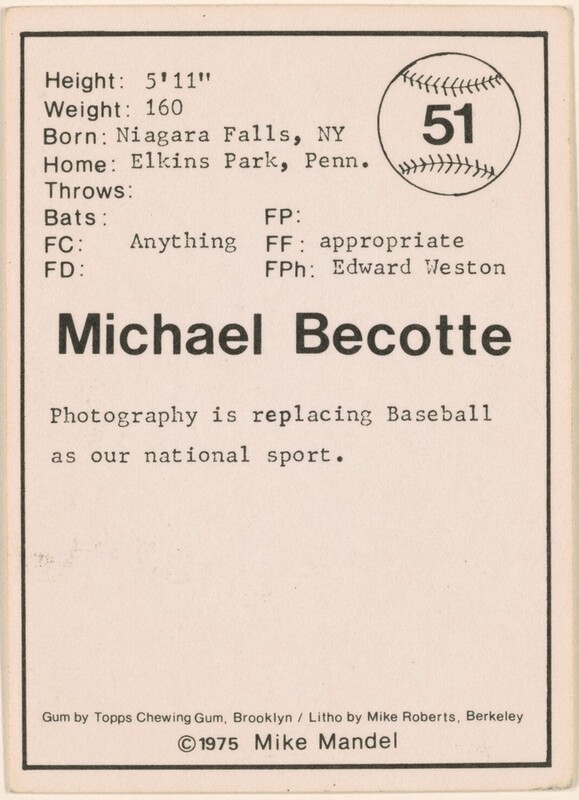 Height: 5'11"
51
Weight: 160
Born: Niagara Falls, NY
Home: Elkins Park, Penn.
Throws:
Bats: FP:
FC: Anything FF: appropriate
FD: FPh: Edward Weston
Michael Becotte
Photography is replacing Baseball
as our national sport.
Gum by Topps Chewing Gum, Brooklyn / Litho by Mike Roberts, Berkeley
©1975 Mike Mandel